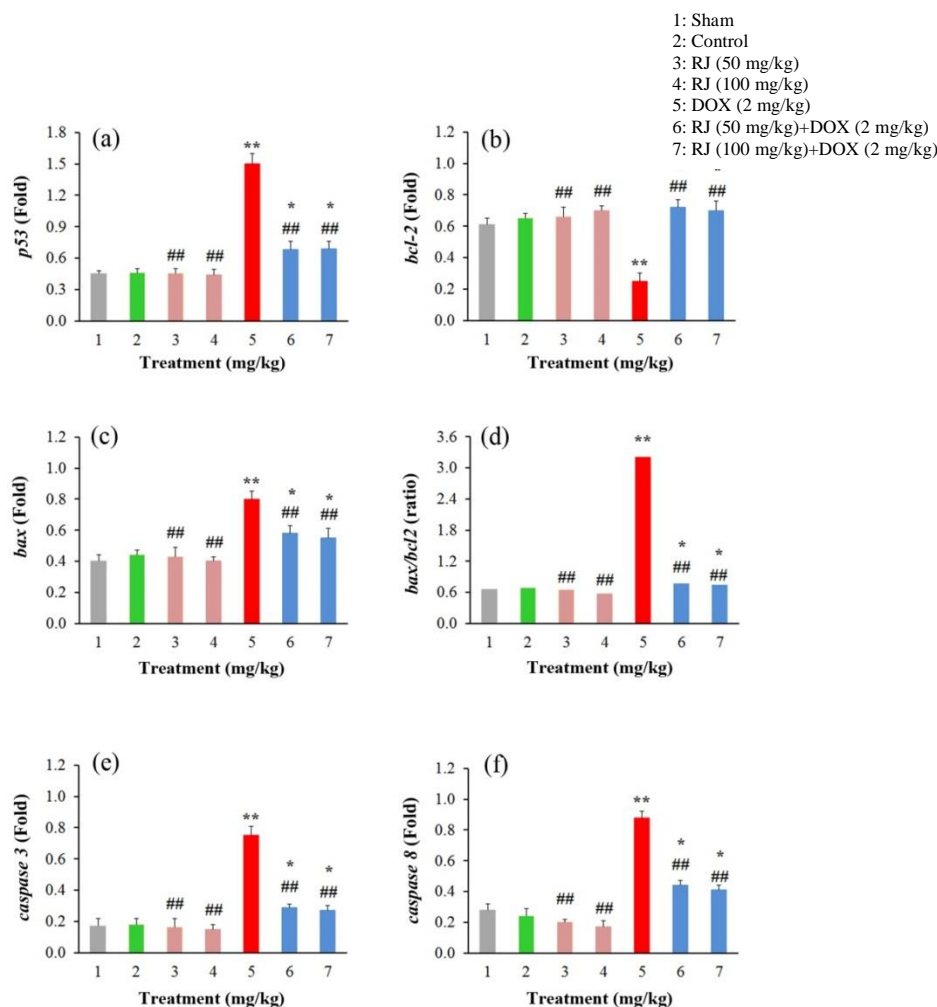 1: Sham
2: Control
3: RJ (50 mg/kg)
4: RJ (100 mg/kg)
5: DOX (2 mg/kg)
6: RJ (50 mg/kg)+DOX (2 mg/kg)
7: RJ (100 mg/kg)+DOX (2 mg/kg)
(a)
p53 (Fold)
1.8
1.5
1.2
0.9
0.6
0.3
0.0
## ## ** * ## * ##
1 2 3 4 5 6 7
Treatment (mg/kg)
(b)
bcl-2 (Fold)
1.2
1.0
0.8
0.6
0.4
0.2
0.0
## ## ** ## ##
1 2 3 4 5 6 7
Treatment (mg/kg)
(c)
bax (Fold)
1.2
1.0
0.8
0.6
0.4
0.2
0.0
## ## ** * ## * ##
1 2 3 4 5 6 7
Treatment (mg/kg)
(d)
bax/bcl2 (ratio)
3.6
3.0
2.4
1.8
1.2
0.6
0.0
## ## ** * ## * ##
1 2 3 4 5 6 7
Treatment (mg/kg)
(e)
caspase 3 (Fold)
1.2
1.0
0.8
0.6
0.4
0.2
0.0
## ## ** * ## * ##
1 2 3 4 5 6 7
Treatment (mg/kg)
(f)
caspase 8 (Fold)
1.2
1.0
0.8
0.6
0.4
0.2
0.0
## ## ** * ## * ##
1 2 3 4 5 6 7
Treatment (mg/kg)